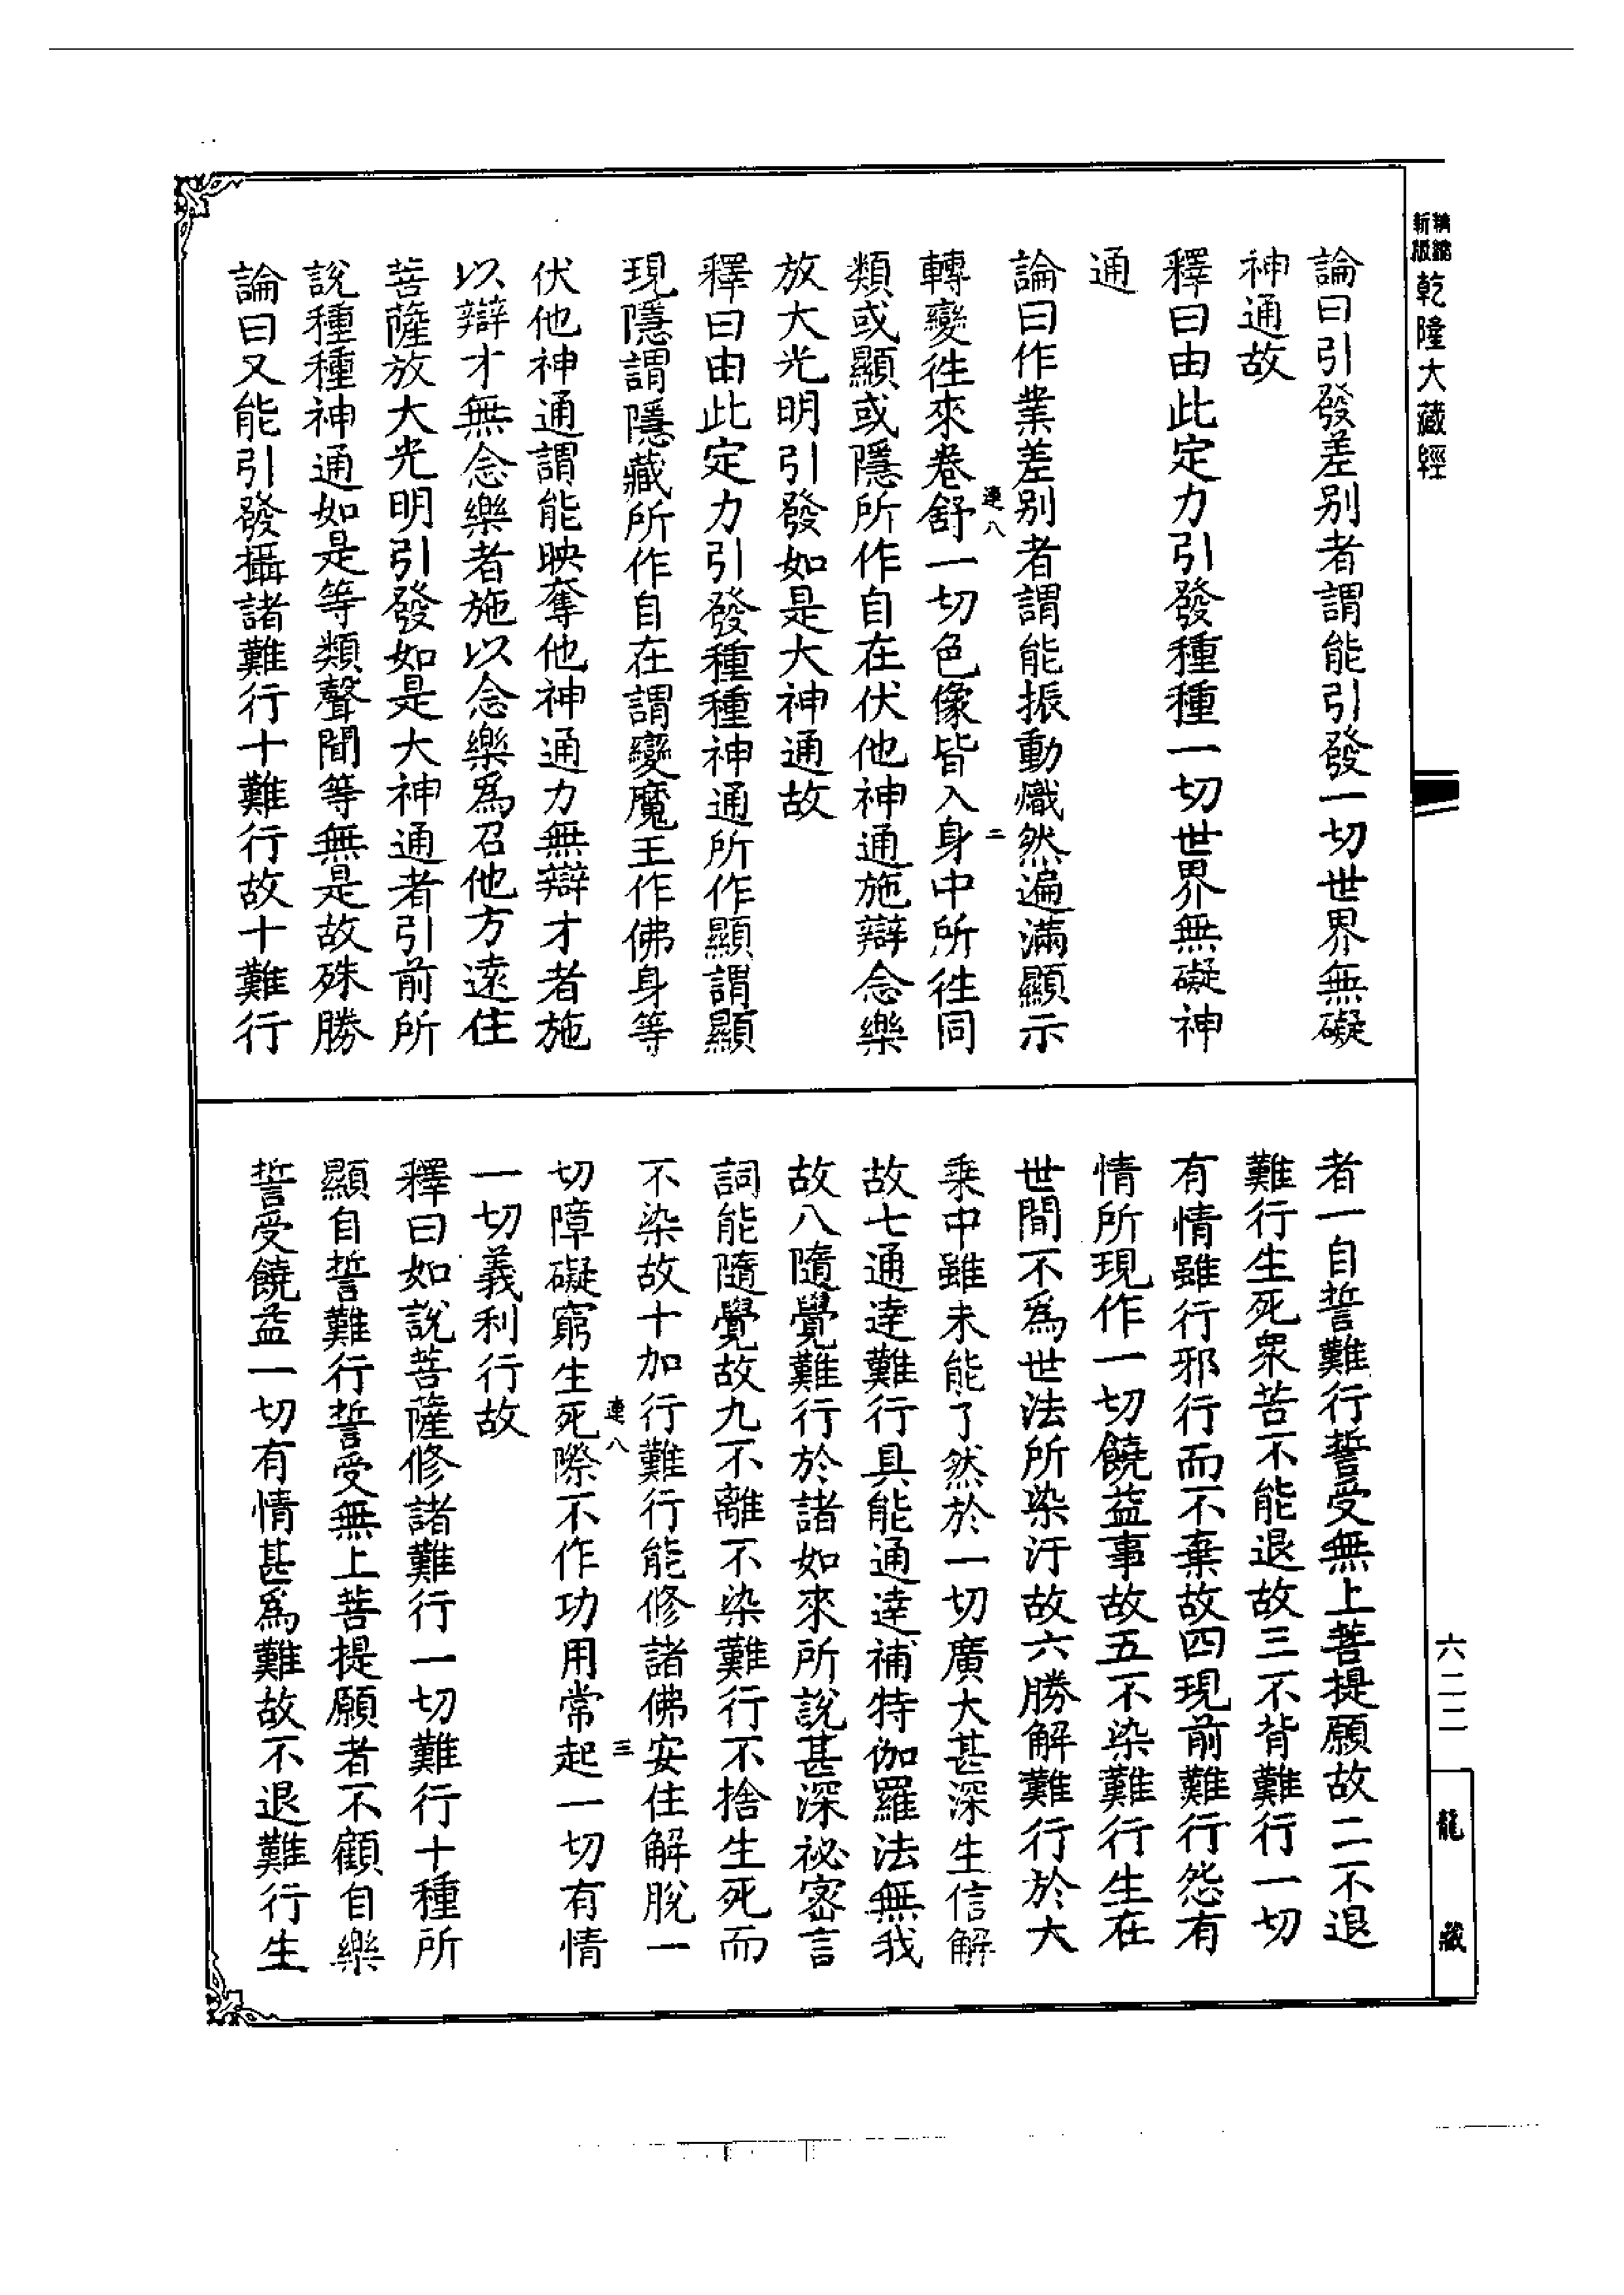 新版精縮乾隆大藏經
論曰引發差别者謂能引發一切世界無礙
神通故
釋曰由此定力引發種種一切世界無礙神
通
論曰作業差别者謂能振動熾然遍滿顯示
連八
二
轉變往來卷舒一切色像皆入身中所往同
類或顯或隱所作自在伏他神通施辯念樂
放大光明引發如是大神通故
釋曰由此定力引發種種神通所作顯謂顯
現隱謂隱藏所作自在謂變魔王作佛身等
伏他神通謂能映奪他神通力無辯才者施
以辯才無念樂者施以念樂爲召他方遠住
菩薩放大光明引發如是大神通者引前所
說種種神通如是等類聲聞等無是故殊勝
論曰又能引發攝諸難行十難行故十難行
者一自誓難行誓受無上菩提願故二不退
難行生死衆苦不能退故三不背難行一切
有情雖行邪行而不棄故四現前難行怨有
情所現作一切饒益事故五不染難行生在
世間不爲世法所染汙故六勝解難行於大
乘中雖未能了然於一切廣大甚深生信解
故七通達難行具能通達補特伽羅法無我
故八隨覺難行於諸如來所說甚深祕密言
詞能隨覺故九不離不染難行不捨生死而
不染故十加行難行能修諸佛安住解脫一
連八
三
切障礙窮生死際不作功用常起一切有情
一切義利行故
釋曰如說菩薩修諸難行一切難行十種所
顯自誓難行誓受無上菩提願者不顧自樂
誓受饒益一切有情甚爲難故不退難行生
六二二
龍藏